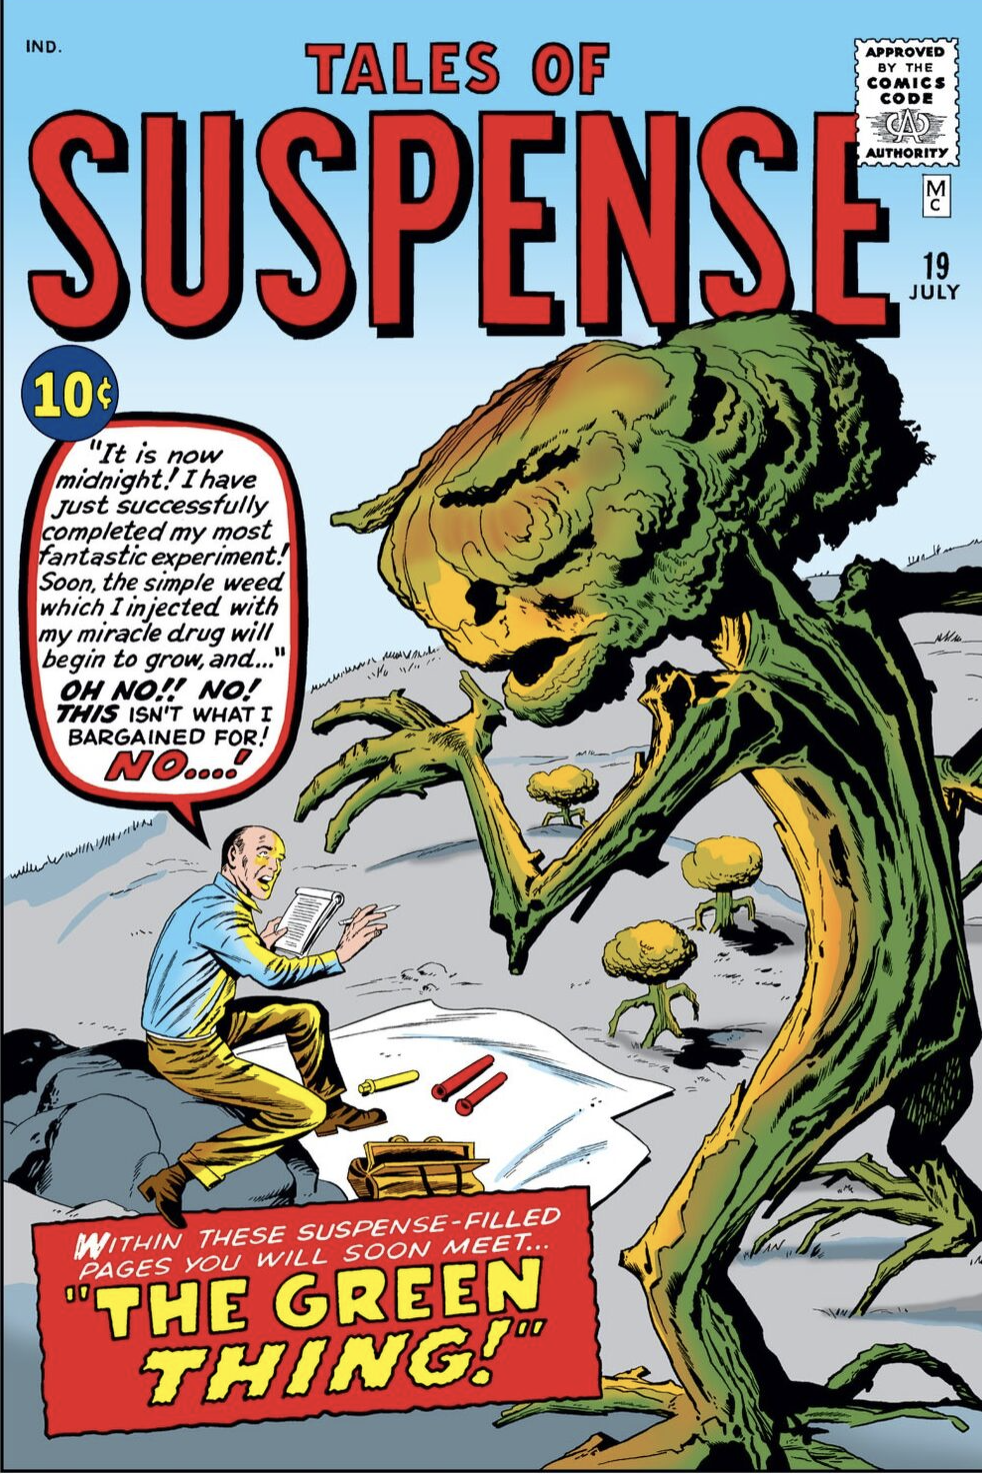 IND.
TALES OF
SUSPENSE
APPROVED
BY THE
COMICS
CODE
CA
AUTHORITY
M
C
19
JULY
10¢
"It is now
midnight! I have
just successfully
completed my most
fantastic experiment!
Soon, the simple weed
which I injected with
my miracle drug will
begin to grow, and..."
OH NO!! NO!
THIS ISN'T WHAT I
BARGAINED FOR!
NO....!
WITHIN THESE SUSPENSE-FILLED
PAGES YOU WILL SOON MEET...
"THE GREEN
THING!"